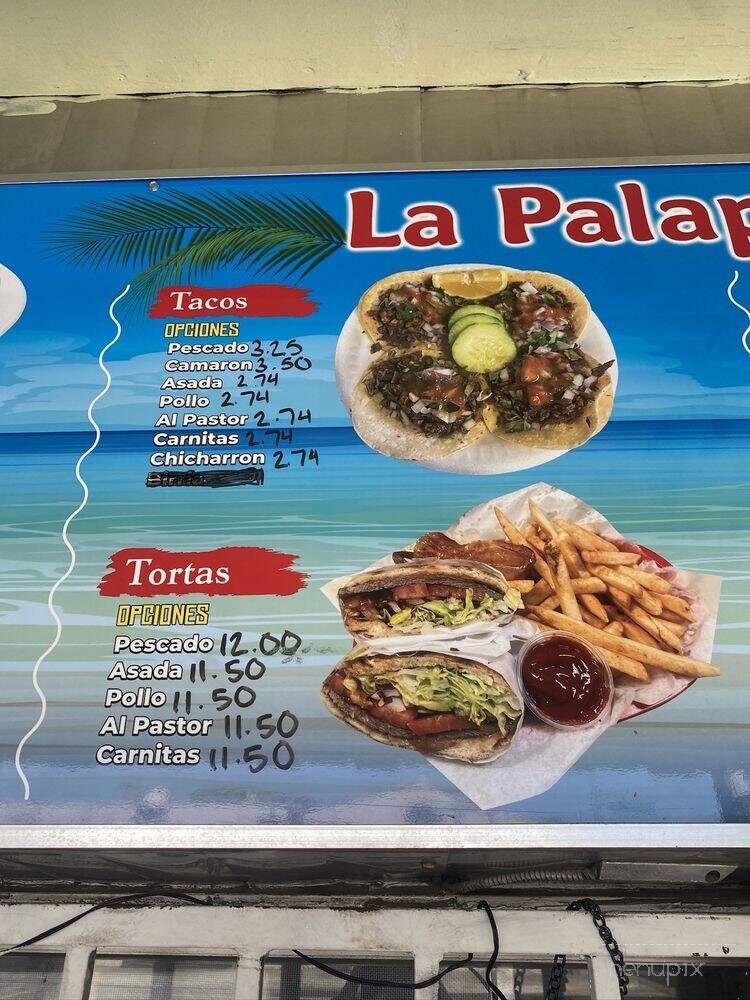 La Palap
Tacos
OPCIONES
Pescado 3.25
Camaron 3.50
Asada 2.74
Pollo 2.74
Al Pastor 2.74
Carnitas 2.74
Chicharron 2.74
Tortas
OPCIONES
Pescado 12.00
Asada 11.50
Pollo 11.50
Al Pastor 11.50
Carnitas 11.50
menupix